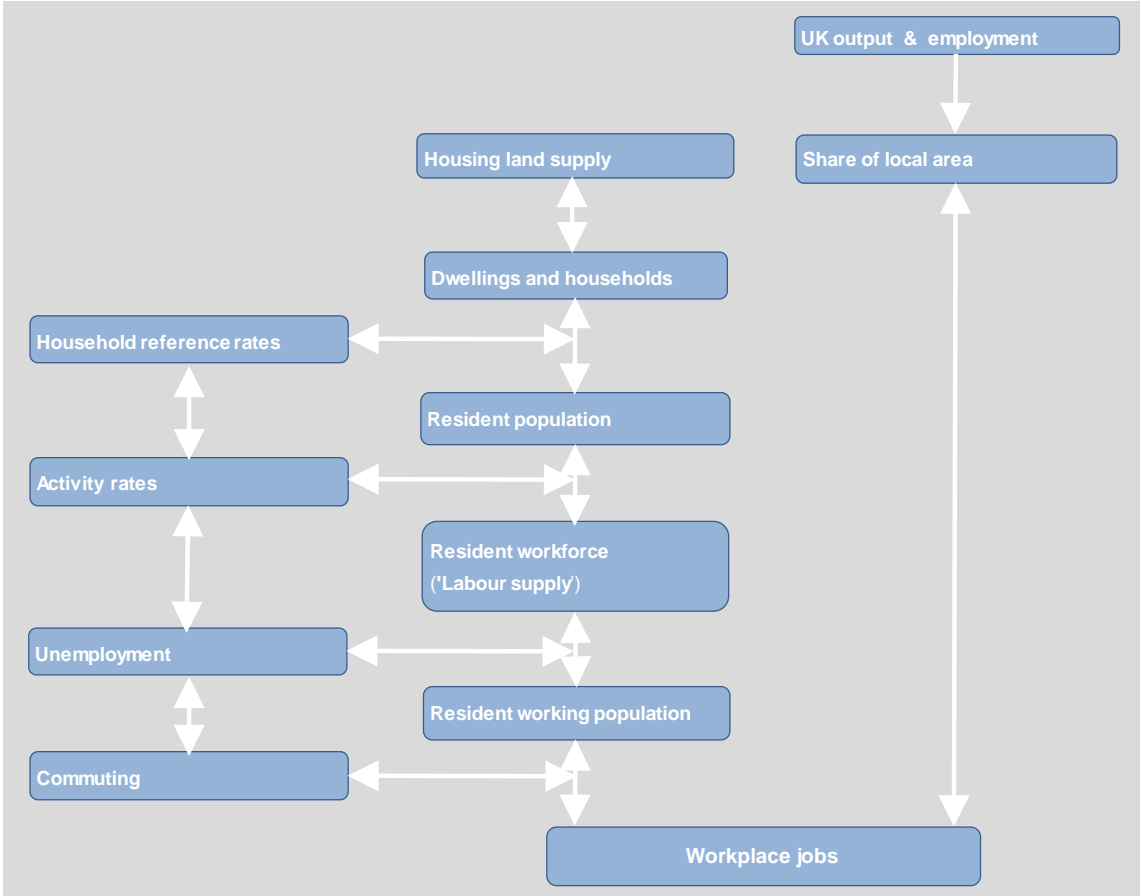 UK output & employment
Housing land supply
Share of local area
Dwellings and households
Household reference rates
Resident population
Activity rates
Resident workforce
('Labour supply')
Unemployment
Resident working population
Commuting
Workplace jobs